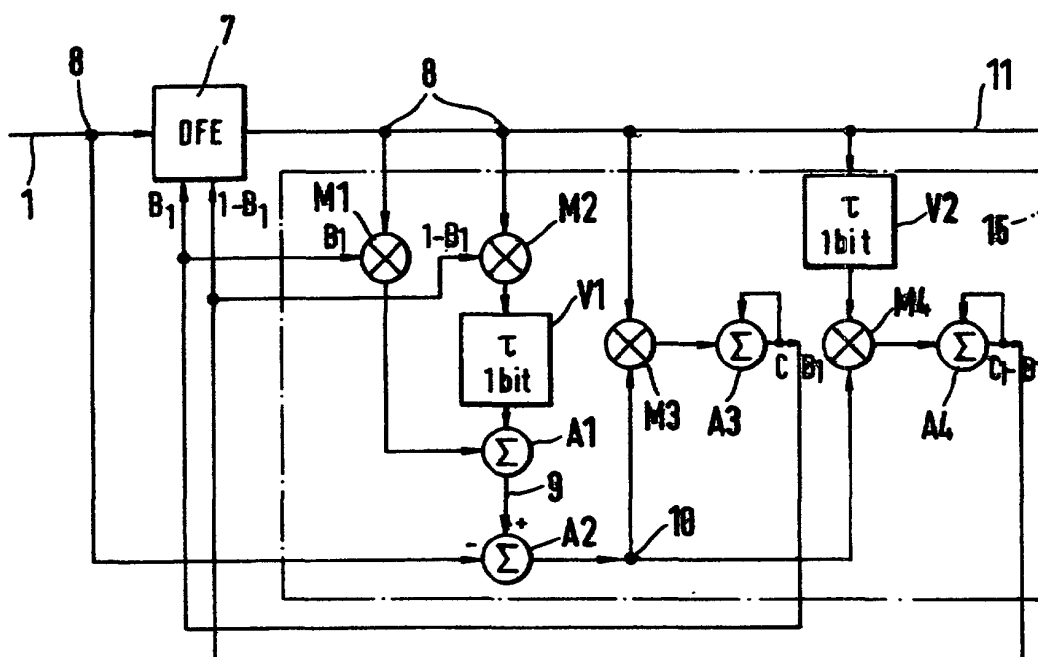 7
8
8
11
DFE
1
B1
1-B1
M1
B1
1-B1
M2
τ
1bit
V2
15
V1
τ
1bit
M4
Σ
Σ
C
B1
C
1-B
M3
A3
A4
Σ
A1
9
+
-
Σ
A2
10